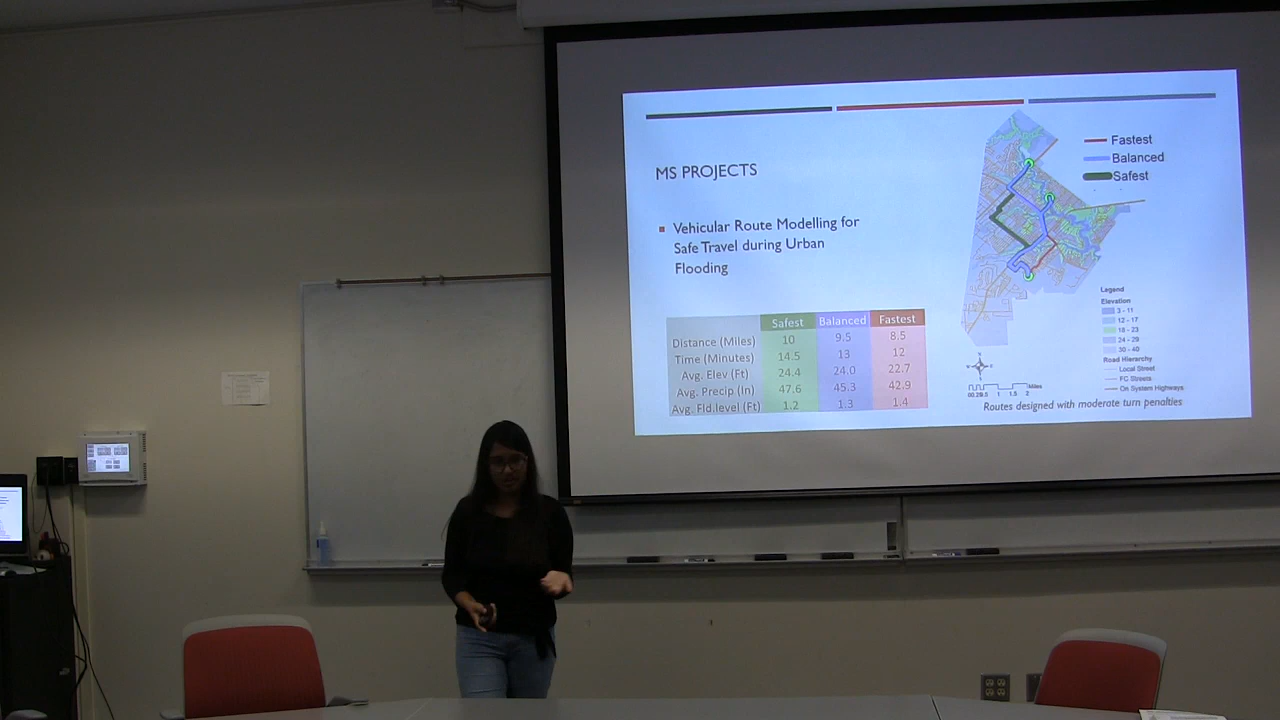 MS PROJECTS
Vehicular Route Modelling for
Safe Travel during Urban
Flooding
Safest Balanced Fastest
Distance (Miles) 10 9.5 8.5
Time (Minutes) 14.5 13 12
Avg. Elev (Ft) 24.4 24.0 22.7
Avg. Precip (In) 47.6 45.3 42.9
Avg. Fld.level (Ft) 1.2 1.3 1.4
Fastest
Balanced
Safest
Legend
Elevation
3 - 11
12 - 17
18 - 23
24 - 29
30 - 40
Road Hierarchy
Local Street
FC Streets
On System Highways
1 1.5 2 Miles
Routes designed with moderate turn penalties